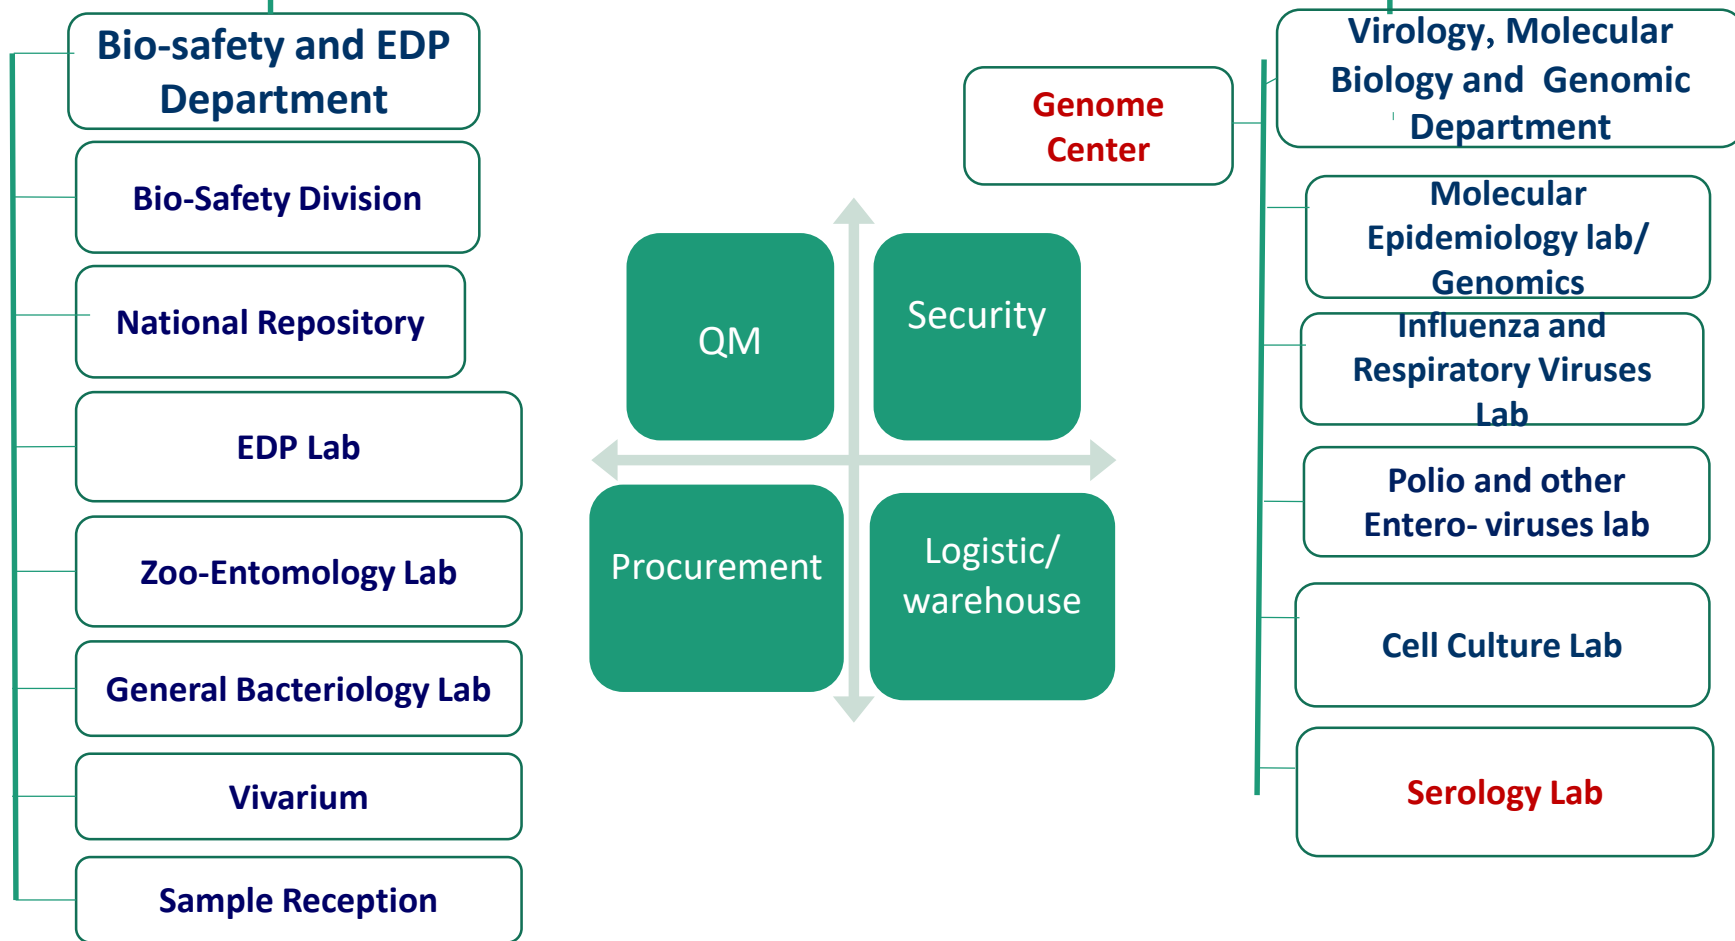 Bio-safety and EDP
Department
Bio-Safety Division
National Repository
EDP Lab
Zoo-Entomology Lab
General Bacteriology Lab
Vivarium
Sample Reception
QM
Security
Procurement
Logistic/
warehouse
Genome
Center
Virology, Molecular
Biology and Genomic
Department
Molecular
Epidemiology lab/
Genomics
Influenza and
Respiratory Viruses
Lab
Polio and other
Entero- viruses lab
Cell Culture Lab
Serology Lab